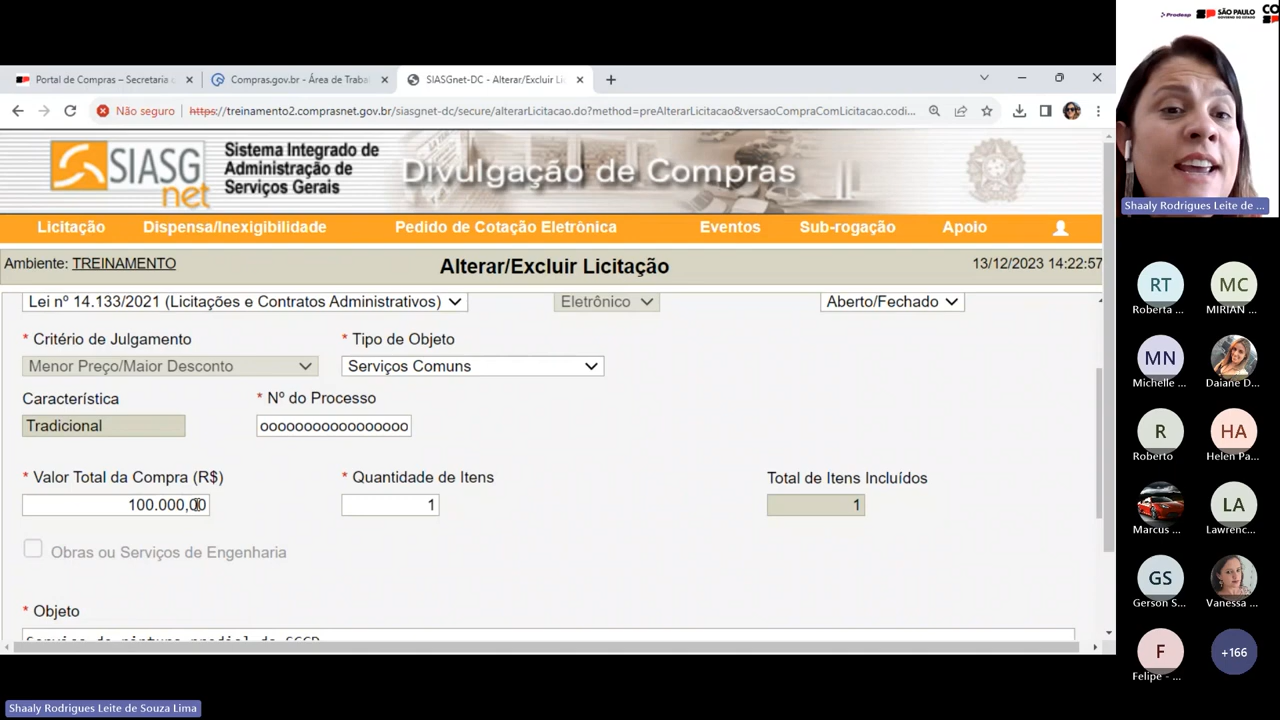 Prodesp
SÃO PAULO
GOVERNO DO ESTADO
CO
Portal de Compras – Secretaria
Compras.gov.br - Área de Traba
SIASGnet-DC - Alterar/Excluir Li
Não seguro
https://treinamento2.comprasnet.gov.br/siasgnet-dc/secure/alterarLicitacao.do?method=preAlterarLicitacao&versaoCompraComLicitacao.codi...
SIASG
net
Sistema Integrado de
Administração de
Serviços Gerais
Divulgação de Compras
Licitação
Dispensa/Inexigibilidade
Pedido de Cotação Eletrônica
Eventos
Sub-rogação
Apoio
Ambiente: TREINAMENTO
Alterar/Excluir Licitação
13/12/2023 14:22:57
Lei nº 14.133/2021 (Licitações e Contratos Administrativos)
Eletrônico
Aberto/Fechado
* Critério de Julgamento
* Tipo de Objeto
Menor Preço/Maior Desconto
Serviços Comuns
Característica
* Nº do Processo
Tradicional
ooooooooooooooooo
* Valor Total da Compra (R$)
* Quantidade de Itens
Total de Itens Incluídos
100.000,00
1
1
Obras ou Serviços de Engenharia
* Objeto
Shaaly Rodrigues Leite de ...
RT
Roberta ...
MC
MIRIAN ...
MN
Michelle ...
Daiane D...
R
Roberto
HA
Helen Pa...
Marcus ...
LA
Lawrenc...
GS
Gerson S...
Vanessa ...
F
Felipe - ...
+166
Shaaly Rodrigues Leite de Souza Lima